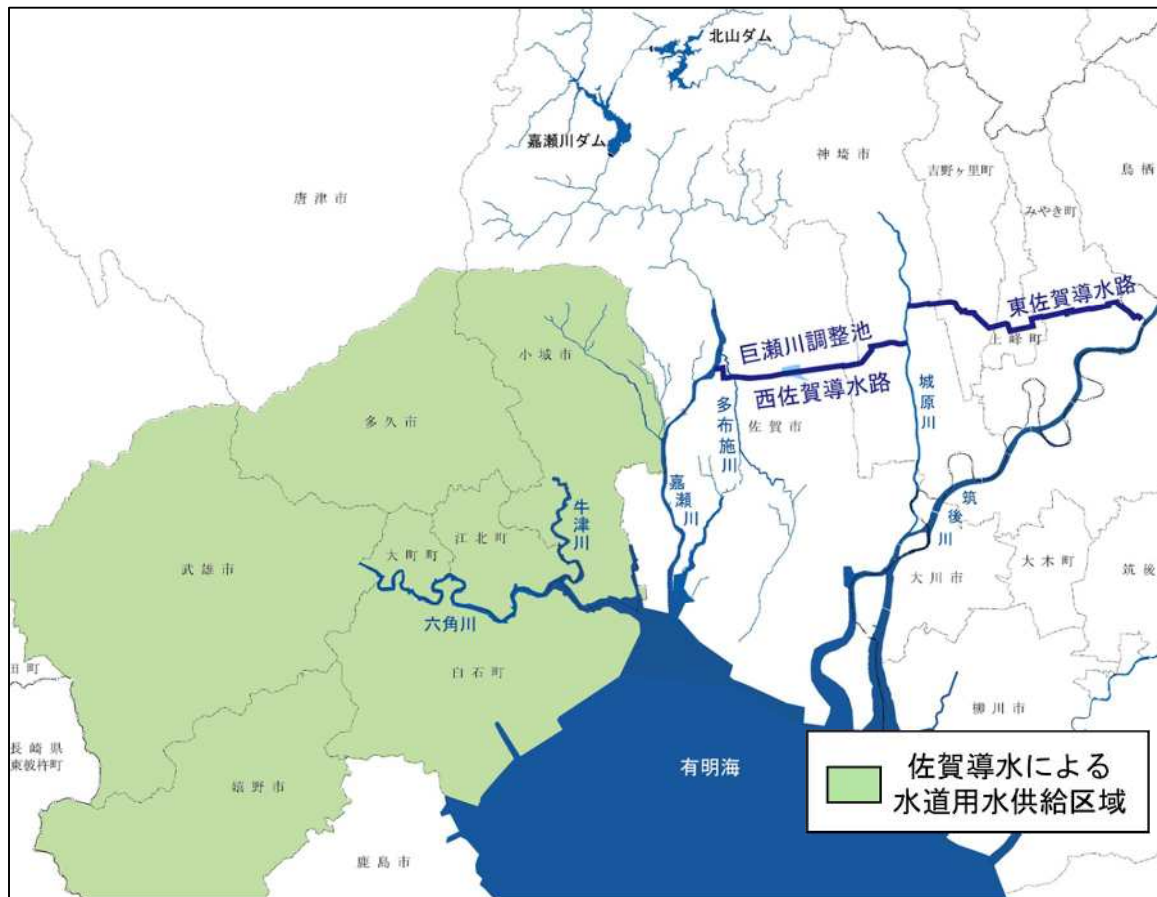 北山ダム
嘉瀬川ダム
神埼市
吉野ヶ里町
鳥栖
みやき町
唐津市
東佐賀導水路
上峰町
巨瀬川調整池
西佐賀導水路
小城市
多久市
多布施川
佐賀市
城原川
嘉瀬川
筑後川
牛津川
江北町
大町町
武雄市
六角川
大川市
大木町
筑後
白石町
柳川市
長崎県
東彼杵町
有明海
嬉野市
鹿島市
佐賀導水による
水道用水供給区域